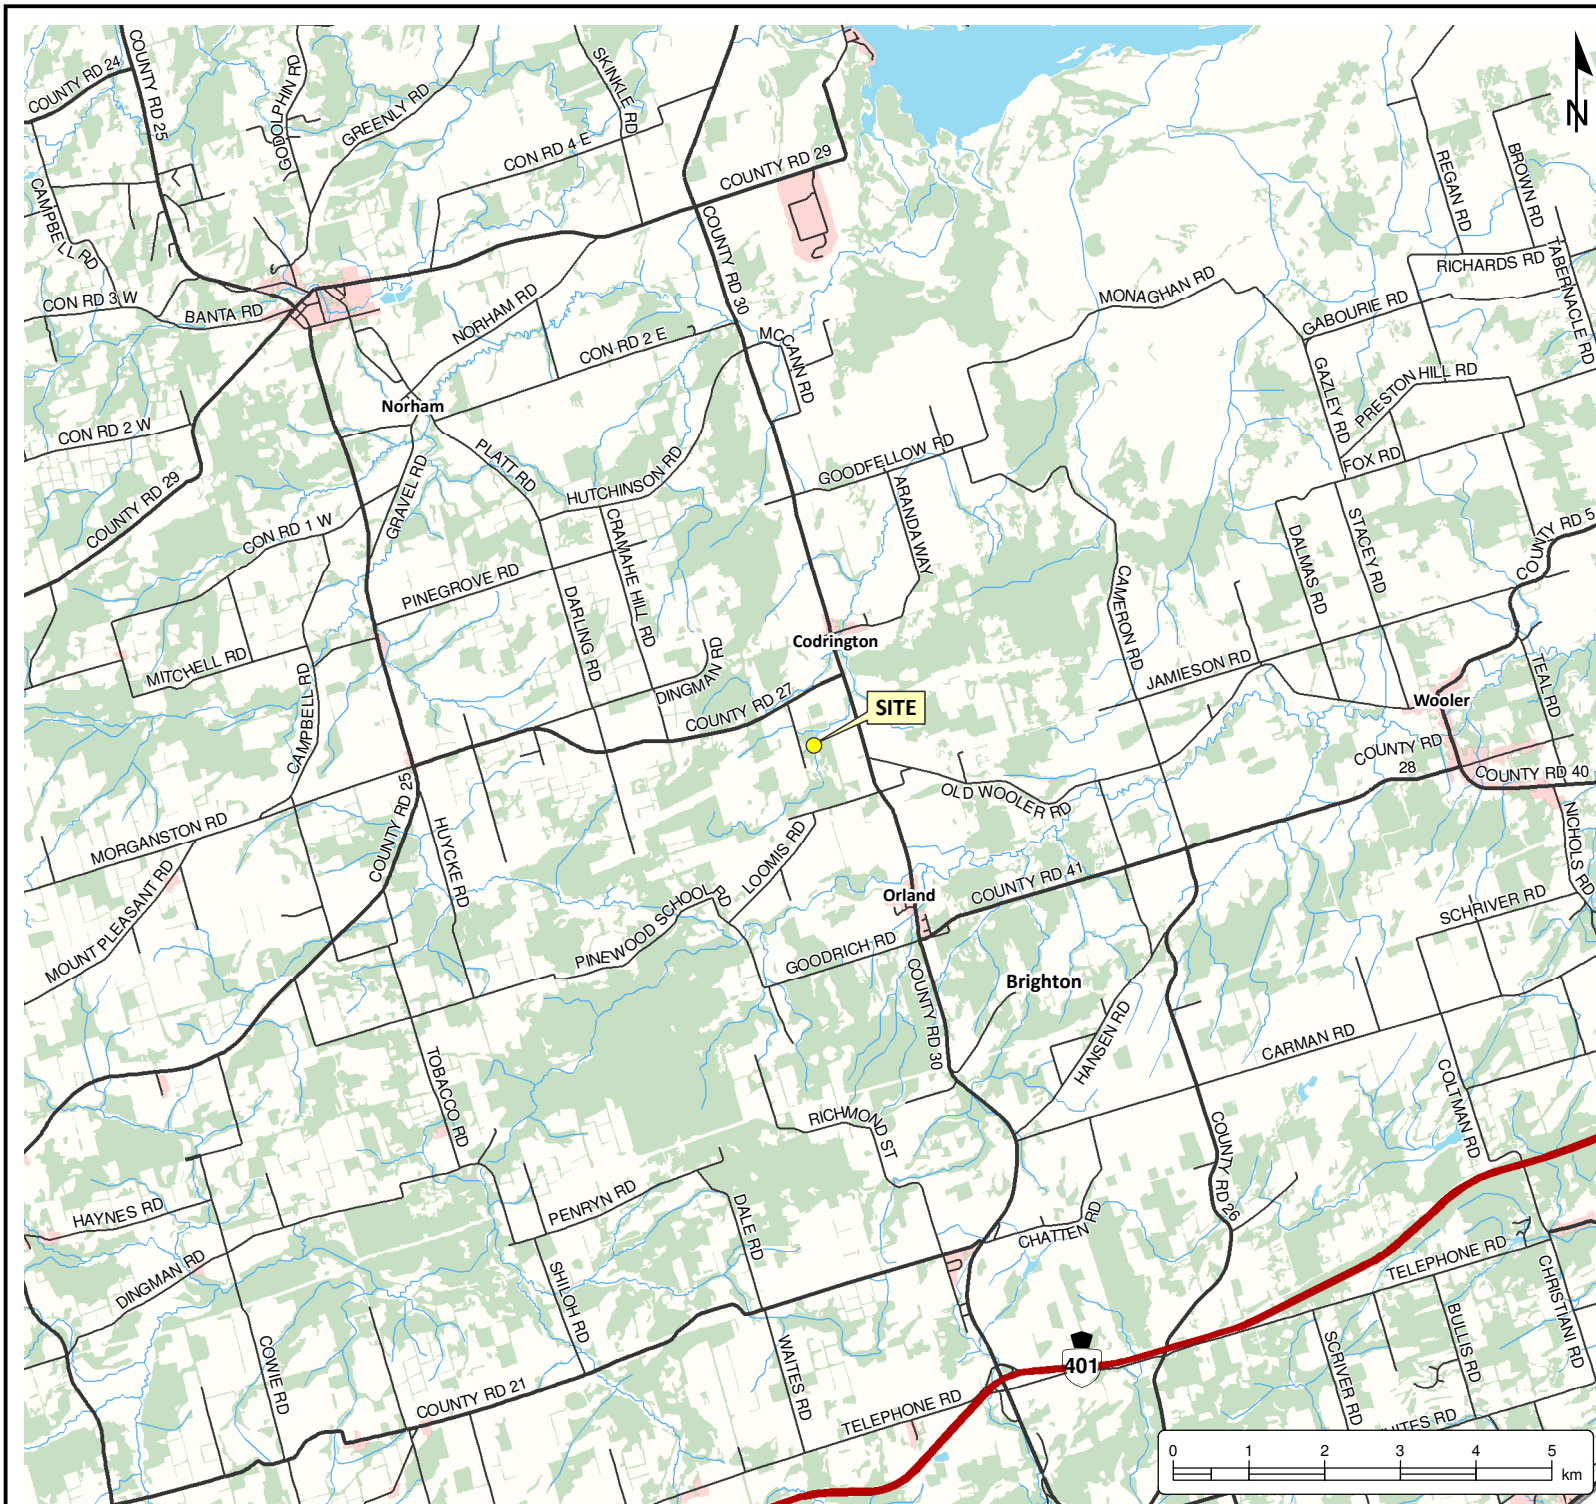 COUNTY RD 24
COUNTY RD 25
GODOLPHIN RD
GREENLY RD
SKINKLE RD
CON RD 4 E
COUNTY RD 29
N
REGAN RD
BROWN RD
CAMPBELL RD
COUNTY RD 30
TABERNACLE RD
RICHARDS RD
MONAGHAN RD
CON RD 3 W
BANTA RD
NORHAM RD
GABOURIE RD
MCCANN RD
CON RD 2 E
GAZLEY RD
PRESTON HILL RD
Norham
CON RD 2 W
PLATT RD
GOODFELLOW RD
FOX RD
HUTCHINSON RD
COUNTY RD 29
GRAVEL RD
ARANDA WAY
CON RD 1 W
CRAMAHE HILL RD
DALMAS RD
STACEY RD
COUNTY RD 5
PINEGROVE RD
CAMERON RD
DARLING RD
Codrington
MITCHELL RD
DINGMAN RD
JAMIESON RD
TEAL RD
CAMPBELL RD
COUNTY RD 27
SITE
Wooler
COUNTY RD
28
COUNTY RD 40
COUNTY RD 25
OLD WOOLER RD
MORGANSTON RD
HUYCKE RD
NICHOLS RD
LOOMIS RD
MOUNT PLEASANT RD
COUNTY RD 41
Orland
SCHRIVER RD
PINEWOOD SCHOOL RD
GOODRICH RD
COUNTY RD 30
Brighton
HANSEN RD
CARMAN RD
TOBACCO RD
COLTMAN RD
RICHMOND ST
COUNTY RD 26
HAYNES RD
PENRYN RD
DALE RD
CHATTEN RD
DINGMAN RD
SHILOH RD
TELEPHONE RD
CHRISTIANI RD
COWIE RD
WAITES RD
401
SCRIVER RD
BULLIS RD
COUNTY RD 21
TELEPHONE RD
0 1 2 3 4 5
km